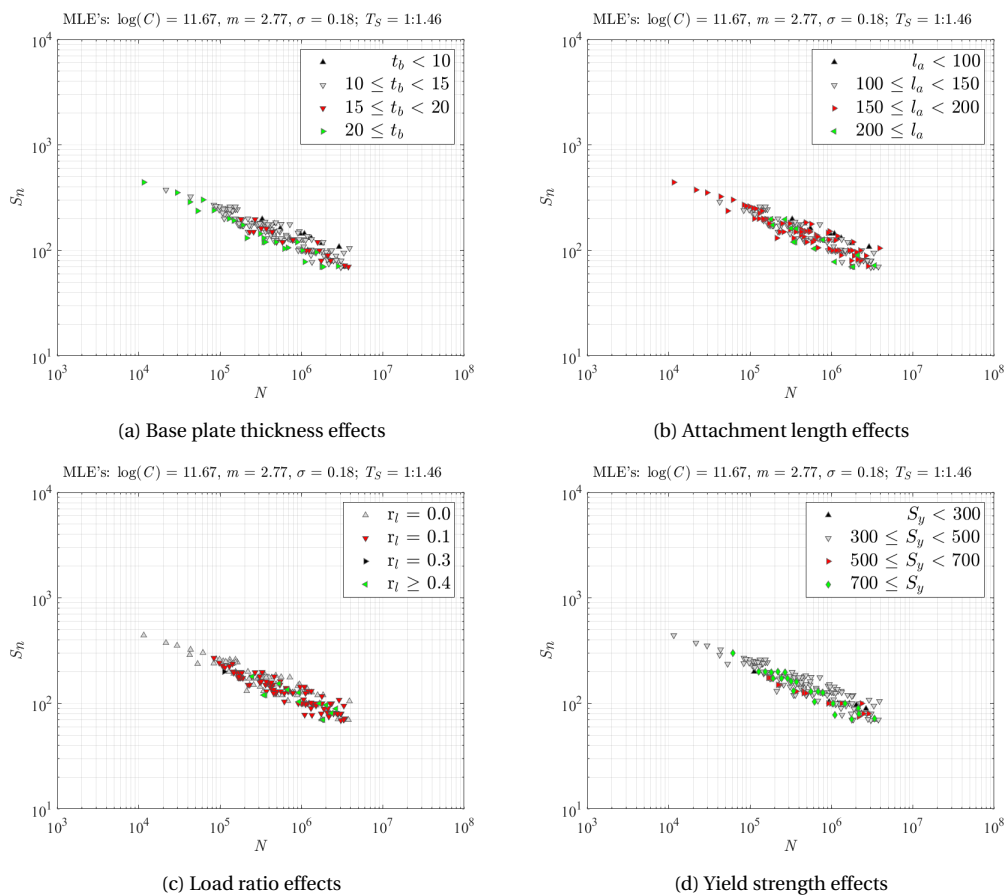 MLE's: log(C) = 11.67, m = 2.77, σ = 0.18; T_S = 1:1.46
10^4
10^3
10^2
10^1
S_n
t_b < 10
10 ≤ t_b < 15
15 ≤ t_b < 20
20 ≤ t_b
10^3 10^4 10^5 10^6 10^7 10^8
N
(a) Base plate thickness effects
MLE's: log(C) = 11.67, m = 2.77, σ = 0.18; T_S = 1:1.46
10^4
10^3
10^2
10^1
S_n
l_a < 100
100 ≤ l_a < 150
150 ≤ l_a < 200
200 ≤ l_a
10^3 10^4 10^5 10^6 10^7 10^8
N
(b) Attachment length effects
MLE's: log(C) = 11.67, m = 2.77, σ = 0.18; T_S = 1:1.46
10^4
10^3
10^2
10^1
S_n
r_l = 0.0
r_l = 0.1
r_l = 0.3
r_l ≥ 0.4
10^3 10^4 10^5 10^6 10^7 10^8
N
(c) Load ratio effects
MLE's: log(C) = 11.67, m = 2.77, σ = 0.18; T_S = 1:1.46
10^4
10^3
10^2
10^1
S_n
S_y < 300
300 ≤ S_y < 500
500 ≤ S_y < 700
700 ≤ S_y
10^3 10^4 10^5 10^6 10^7 10^8
N
(d) Yield strength effects